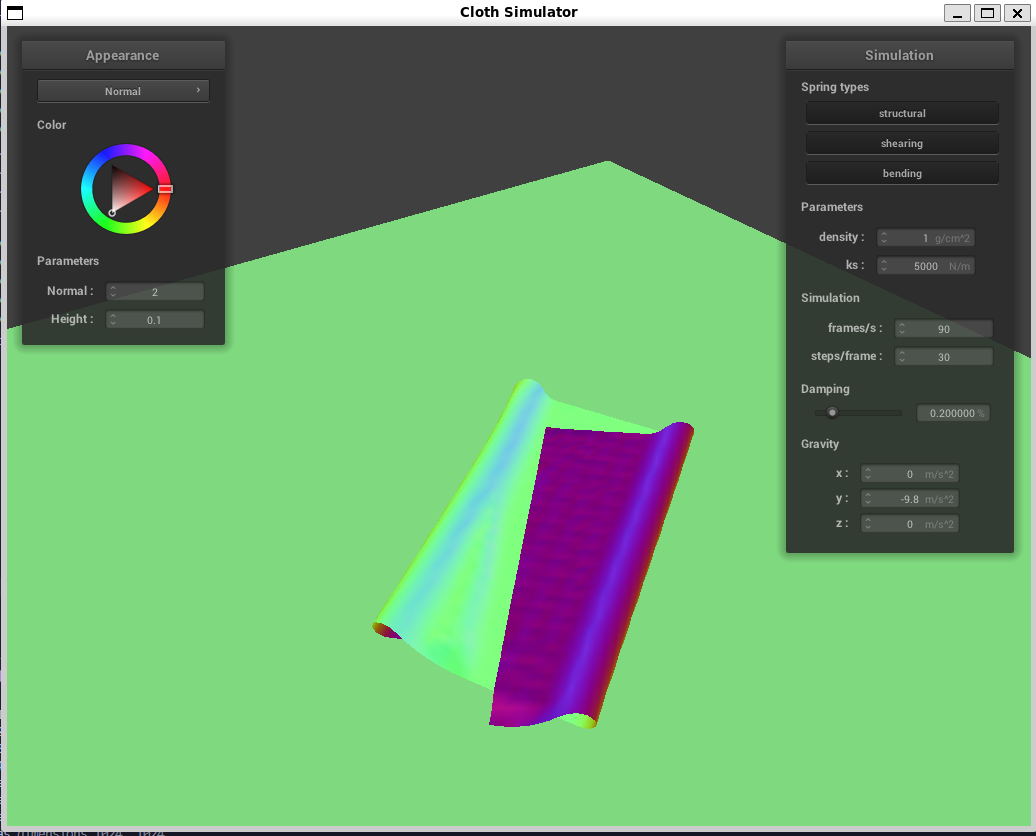 Cloth Simulator
Appearance
Normal
Color
Parameters
Normal : 2
Height : 0.1
Simulation
Spring types
structural
shearing
bending
Parameters
density : 1 g/cm^2
ks : 5000 N/m
Simulation
frames/s : 90
steps/frame : 30
Damping
0.200000 %
Gravity
x : 0 m/s^2
y : -9.8 m/s^2
z : 0 m/s^2